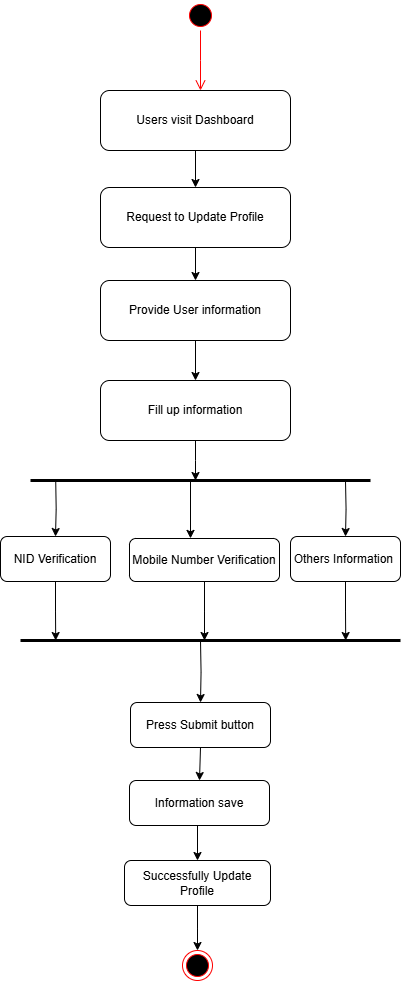 Users visit Dashboard
Request to Update Profile
Provide User information
Fill up information
NID Verification
Mobile Number Verification
Others Information
Press Submit button
Information save
Successfully Update
Profile